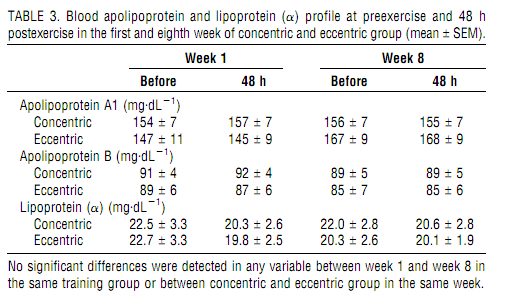 TABLE 3. Blood apolipoprotein and lipoprotein (α) profile at preexercise and 48 h
postexercise in the first and eighth week of concentric and eccentric group (mean ± SEM).
Week 1 Week 8
Before 48 h Before 48 h
Apolipoprotein A1 (mg·dL⁻¹)
Concentric 154 ± 7 157 ± 7 156 ± 7 155 ± 7
Eccentric 147 ± 11 145 ± 9 167 ± 9 168 ± 9
Apolipoprotein B (mg·dL⁻¹)
Concentric 91 ± 4 92 ± 4 89 ± 5 89 ± 5
Eccentric 89 ± 6 87 ± 6 85 ± 7 85 ± 6
Lipoprotein (α) (mg·dL⁻¹)
Concentric 22.5 ± 3.3 20.3 ± 2.6 22.0 ± 2.8 20.6 ± 2.8
Eccentric 22.7 ± 3.3 19.8 ± 2.5 20.3 ± 2.6 20.1 ± 1.9
No significant differences were detected in any variable between week 1 and week 8 in
the same training group or between concentric and eccentric group in the same week.